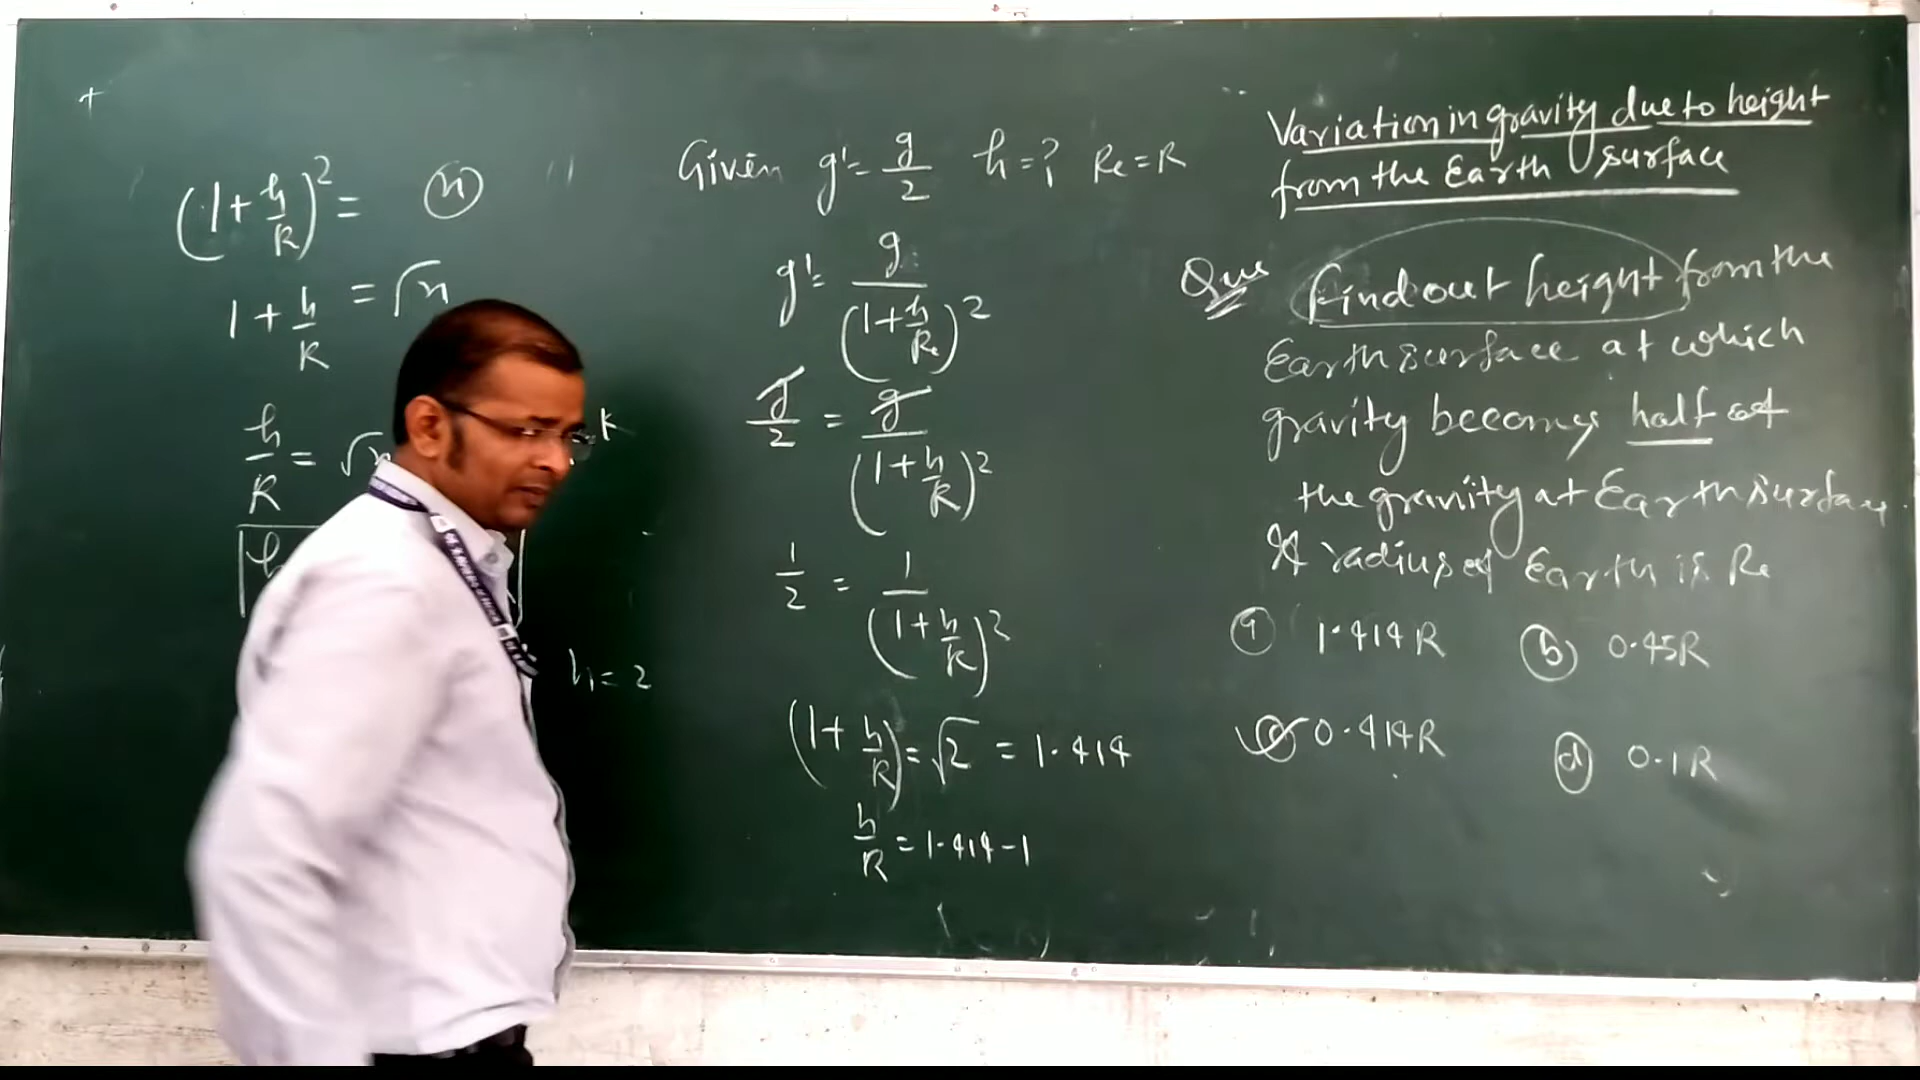 Variation in gravity due to height
from the Earth surface
Que Find out height from the
Earth surface at which
gravity becomes half of
the gravity at Earth surface
If radius of Earth is Re
(a) 1.414R (b) 0.45R
(c) 0.414R (d) 0.1R
Given g' = g/2 h = ? Re = R
g' = g/(1+h/Re)²
g/2 = g/(1+h/R)²
1/2 = 1/(1+h/R)²
(1+h/R) = √2 = 1.414
h/R = 1.414-1
(1+h/R)² = n
1+h/R = √n
h/R = √n
h
n = 2